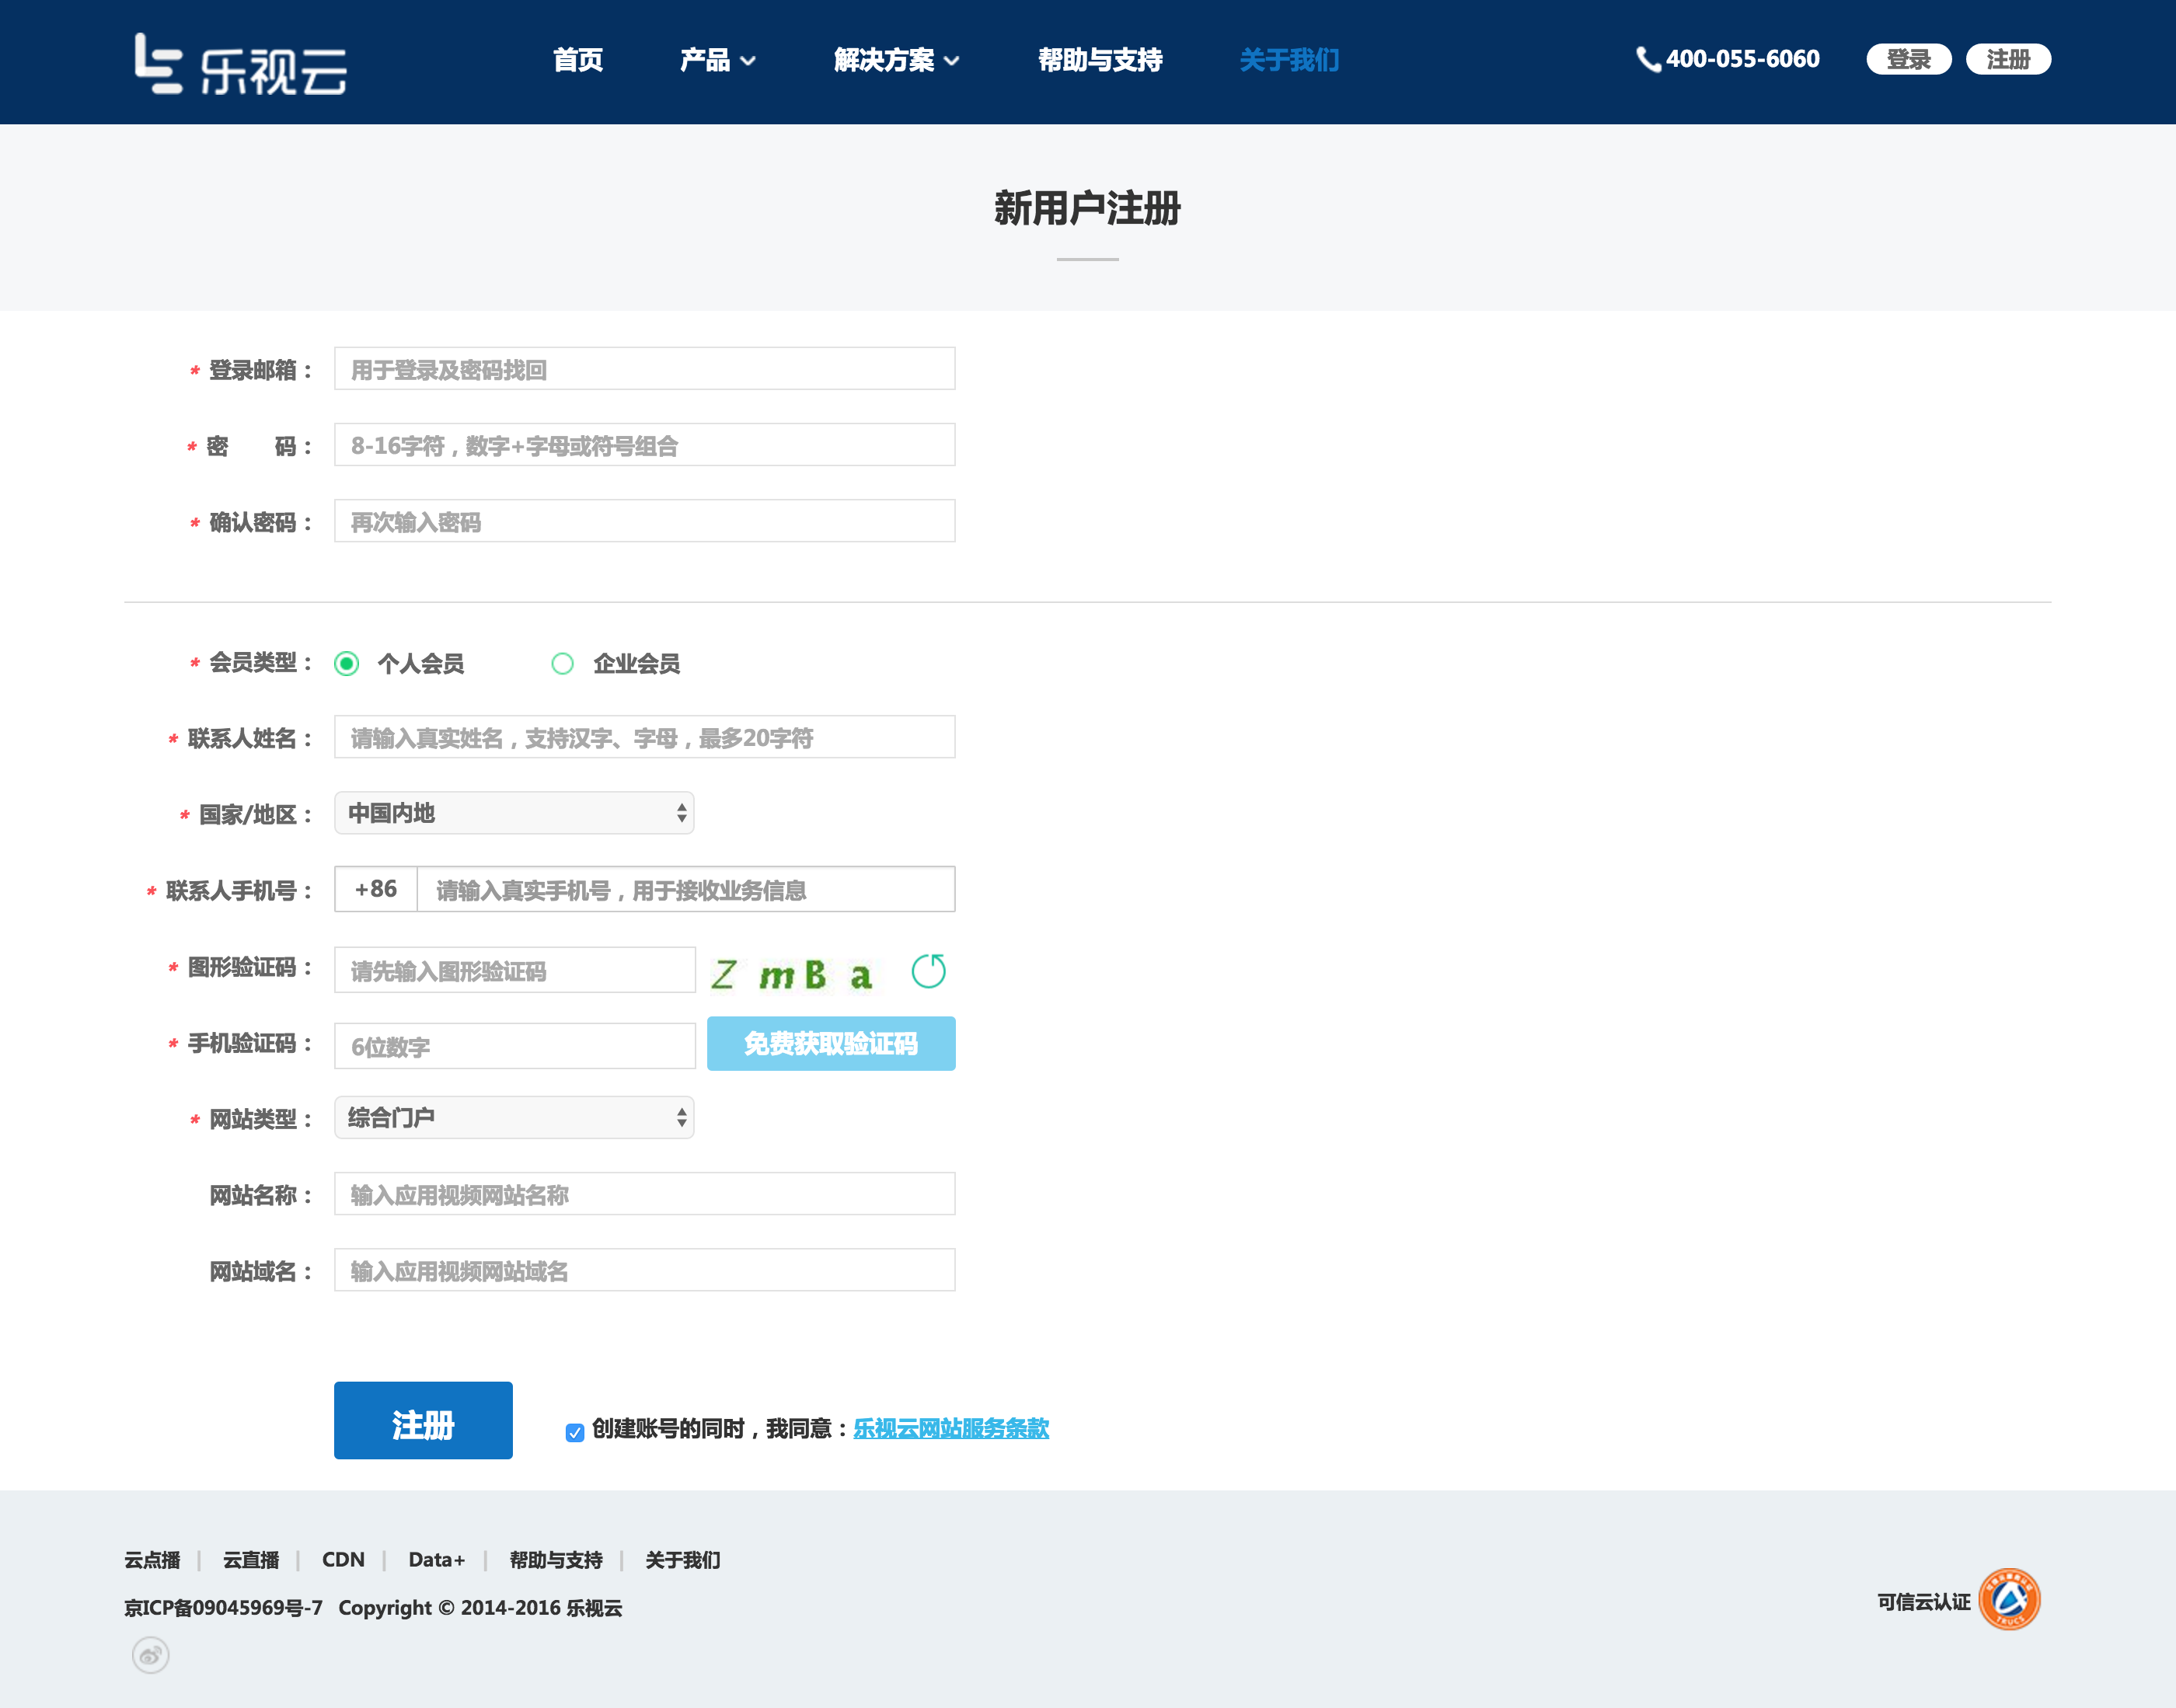 乐视云 首页 产品 解决方案 帮助与支持 关于我们 400-055-6060 登录 注册
新用户注册
* 登录邮箱： 用于登录及密码找回
* 密 码： 8-16字符，数字+字母或符号组合
* 确认密码： 再次输入密码
* 会员类型： 个人会员 企业会员
* 联系人姓名： 请输入真实姓名，支持汉字、字母，最多20字符
* 国家/地区： 中国内地
* 联系人手机号： +86 请输入真实手机号，用于接收业务信息
* 图形验证码： 请先输入图形验证码 Z m B a
* 手机验证码： 6位数字 免费获取验证码
* 网站类型： 综合门户
网站名称： 输入应用视频网站名称
网站域名： 输入应用视频网站域名
注册 创建账号的同时，我同意：乐视云网站服务条款
云点播 | 云直播 | CDN | Data+ | 帮助与支持 | 关于我们
京ICP备09045969号-7 Copyright © 2014-2016 乐视云
可信云认证
TRUCS